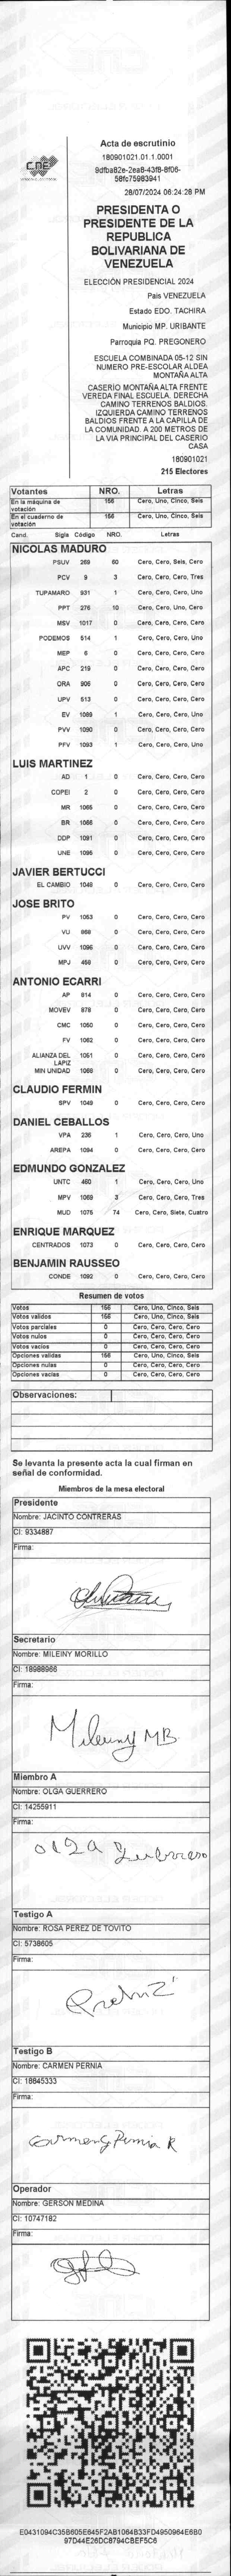 CNE
Acta de escrutinio
180901021.01.1.0001
28/07/2024 06:24:28 PM
PRESIDENTA O
PRESIDENTE DE LA
REPUBLICA
BOLIVARIANA DE
VENEZUELA
ELECCIÓN PRESIDENCIAL 2024
País VENEZUELA
Estado EDO. TACHIRA
Municipio MP. URIBANTE
Parroquia PQ. PREGONERO
ESCUELA COMBINADA 05-12 SIN
NUMERO PRE-ESCOLAR ALDEA
MONTAÑA ALTA
CASERÍO MONTAÑA ALTA FRENTE
VEREDA FINAL ESCUELA. DERECHA
CAMINO TERRENOS BALDIOS.
IZQUIERDA CAMINO TERRENOS
BALDIOS FRENTE A LA CAPILLA DE
LA COMUNIDAD. A 200 METROS DE
LA VIA PRINCIPAL DEL CASERIO
CASA
180901021
215 Electores
Votantes NRO. Letras
En la máquina de votación 156 Cero, Uno, Cinco, Seis
En el cuaderno de votación 156 Cero, Uno, Cinco, Seis
Cand. Sigla Código NRO. Letras
NICOLAS MADURO
PSUV 269 60 Cero, Cero, Seis, Cero
PCV 9 3 Cero, Cero, Cero, Tres
TUPAMARO 931 1 Cero, Cero, Cero, Uno
PPT 276 10 Cero, Cero, Uno, Cero
MSV 1017 0 Cero, Cero, Cero, Cero
PODEMOS 514 1 Cero, Cero, Cero, Uno
MEP 6 0 Cero, Cero, Cero, Cero
APC 219 0 Cero, Cero, Cero, Cero
ORA 906 0 Cero, Cero, Cero, Cero
UPV 513 0 Cero, Cero, Cero, Cero
EV 1089 1 Cero, Cero, Cero, Uno
PVV 1090 0 Cero, Cero, Cero, Cero
PFV 1093 1 Cero, Cero, Cero, Uno
LUIS MARTINEZ
AD 1 0 Cero, Cero, Cero, Cero
COPEI 2 0 Cero, Cero, Cero, Cero
MR 1065 0 Cero, Cero, Cero, Cero
BR 1066 0 Cero, Cero, Cero, Cero
DDP 1091 0 Cero, Cero, Cero, Cero
UNE 1095 0 Cero, Cero, Cero, Cero
JAVIER BERTUCCI
EL CAMBIO 1048 0 Cero, Cero, Cero, Cero
JOSE BRITO
PV 1053 0 Cero, Cero, Cero, Cero
VU 868 0 Cero, Cero, Cero, Cero
UVV 1096 0 Cero, Cero, Cero, Cero
MPJ 458 0 Cero, Cero, Cero, Cero
ANTONIO ECARRI
AP 814 0 Cero, Cero, Cero, Cero
MOVEV 878 0 Cero, Cero, Cero, Cero
CMC 1050 0 Cero, Cero, Cero, Cero
FV 1062 0 Cero, Cero, Cero, Cero
ALIANZA DEL LAPIZ 1051 0 Cero, Cero, Cero, Cero
MIN UNIDAD 1068 0 Cero, Cero, Cero, Cero
CLAUDIO FERMIN
SPV 1049 0 Cero, Cero, Cero, Cero
DANIEL CEBALLOS
VPA 236 1 Cero, Cero, Cero, Uno
AREPA 1094 0 Cero, Cero, Cero, Cero
EDMUNDO GONZALEZ
UNTC 460 1 Cero, Cero, Cero, Uno
MPV 1069 3 Cero, Cero, Cero, Tres
MUD 1075 74 Cero, Cero, Siete, Cuatro
ENRIQUE MARQUEZ
CENTRADOS 1073 0 Cero, Cero, Cero, Cero
BENJAMIN RAUSSEO
CONDE 1092 0 Cero, Cero, Cero, Cero
Resumen de votos
Votos 156 Cero, Uno, Cinco, Seis
Votos validos 156 Cero, Uno, Cinco, Seis
Votos parciales 0 Cero, Cero, Cero, Cero
Votos nulos 0 Cero, Cero, Cero, Cero
Votos vacios 0 Cero, Cero, Cero, Cero
Opciones validas 156 Cero, Uno, Cinco, Seis
Opciones nulas 0 Cero, Cero, Cero, Cero
Opciones vacias 0 Cero, Cero, Cero, Cero
Observaciones:
Se levanta la presente acta la cual firman en
señal de conformidad.
Miembros de la mesa electoral
Presidente
Nombre: JACINTO CONTRERAS
CI: 9334887
Firma:
Secretario
Nombre: MILEINY MORILLO
CI: 18988966
Firma:
Mileiny MB
Miembro A
Nombre: OLGA GUERRERO
CI: 14255911
Firma:
olga Guerrero
Testigo A
Nombre: ROSA PEREZ DE TOVITO
CI: 5738605
Firma:
Testigo B
Nombre: CARMEN PERNIA
CI: 18845333
Firma:
Carmen Pernia R
Operador
Nombre: GERSON MEDINA
CI: 10747182
Firma:
E0431094C35B605E645F2AB1064B33FD4950964E6B0
97D44E26DC8794CBEF5C6